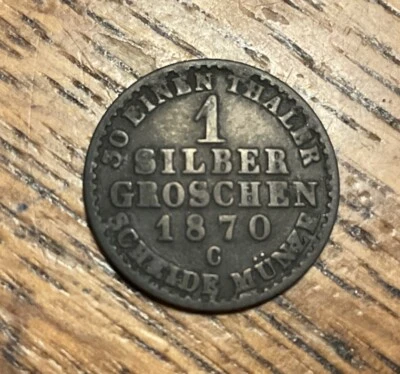 30 EINEN THALER
1
SILBER
GROSCHEN
1870
C
SCHEIDE MÜNZE